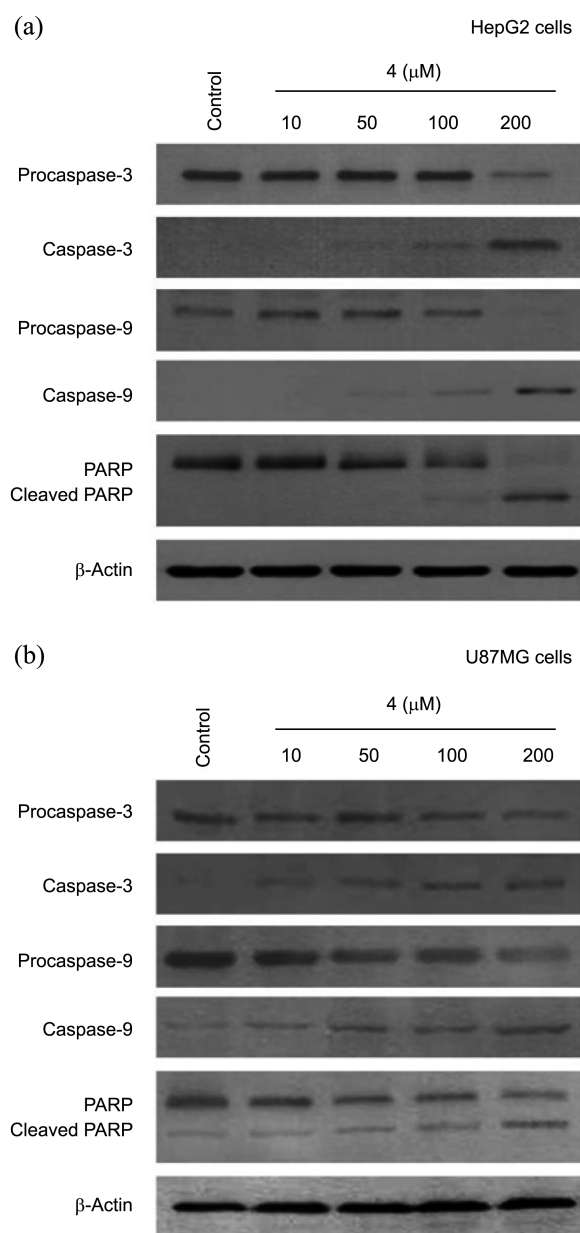 (a)
HepG2 cells
Control
4 (μM)
10 50 100 200
Procaspase-3
Caspase-3
Procaspase-9
Caspase-9
PARP
Cleaved PARP
β-Actin
(b)
U87MG cells
Control
4 (μM)
10 50 100 200
Procaspase-3
Caspase-3
Procaspase-9
Caspase-9
PARP
Cleaved PARP
β-Actin